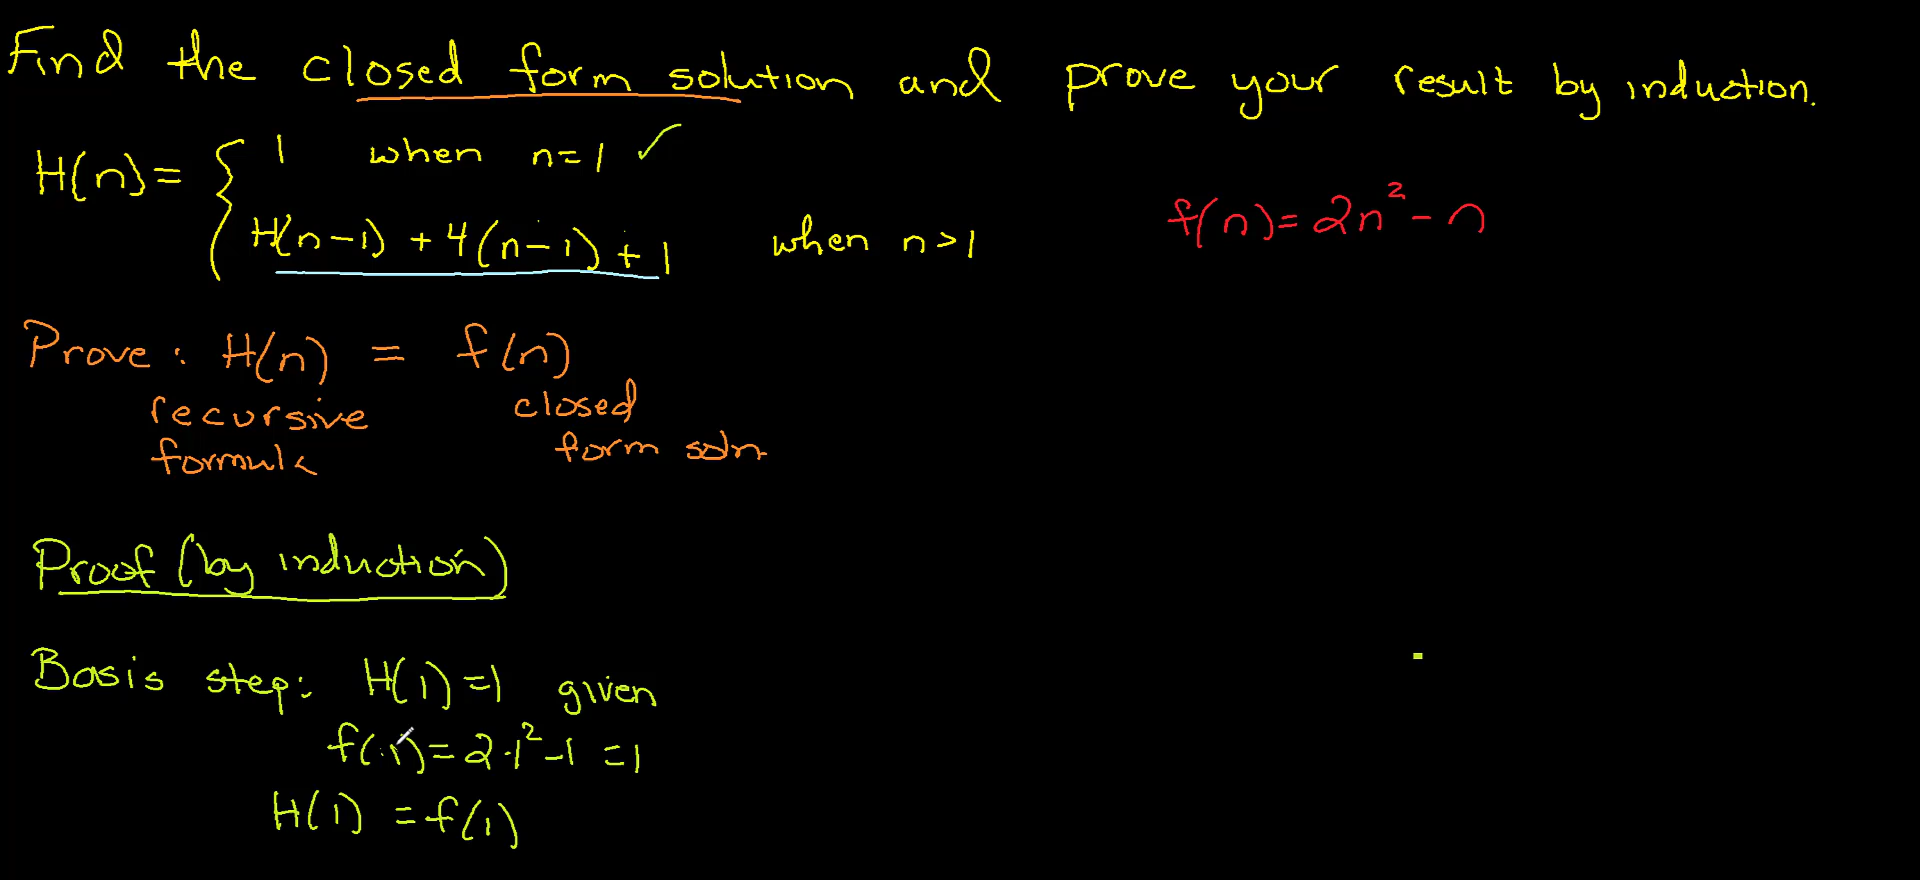 Find the closed form solution and prove your result by induction.
H(n) = { 1 when n=1 ✓
H(n-1) + 4(n-1) + 1 when n>1
f(n) = 2n² - n
Prove: H(n) = f(n)
recursive formula
closed form soln
Proof (by induction)
Basis step: H(1)=1 given
f(1) = 2·1² - 1 = 1
H(1) = f(1)